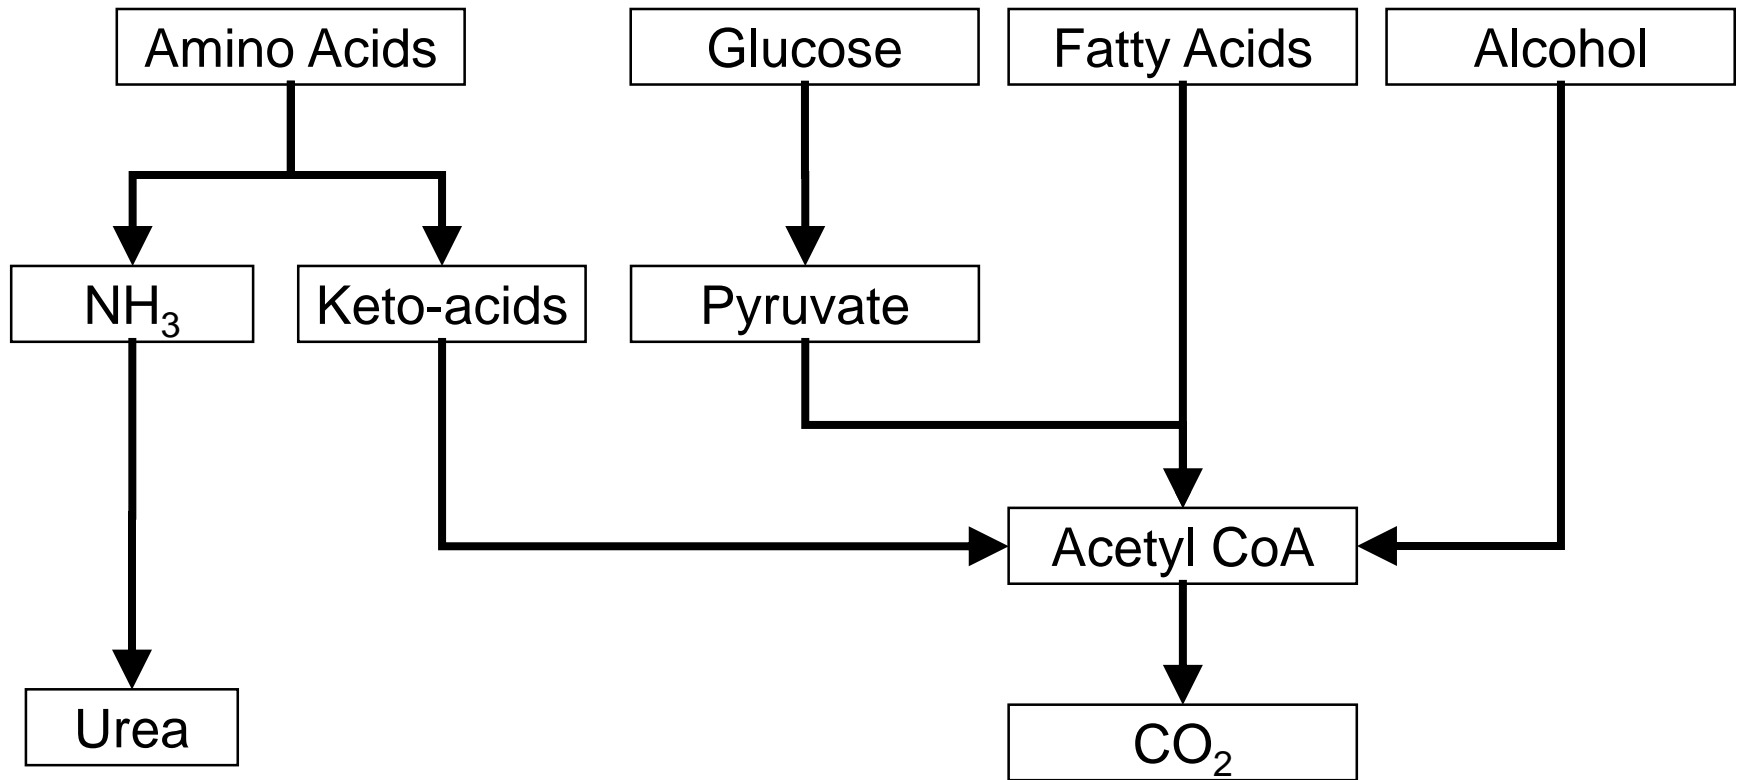 Amino Acids
Glucose
Fatty Acids
Alcohol
NH₃
Keto-acids
Pyruvate
Acetyl CoA
Urea
CO₂